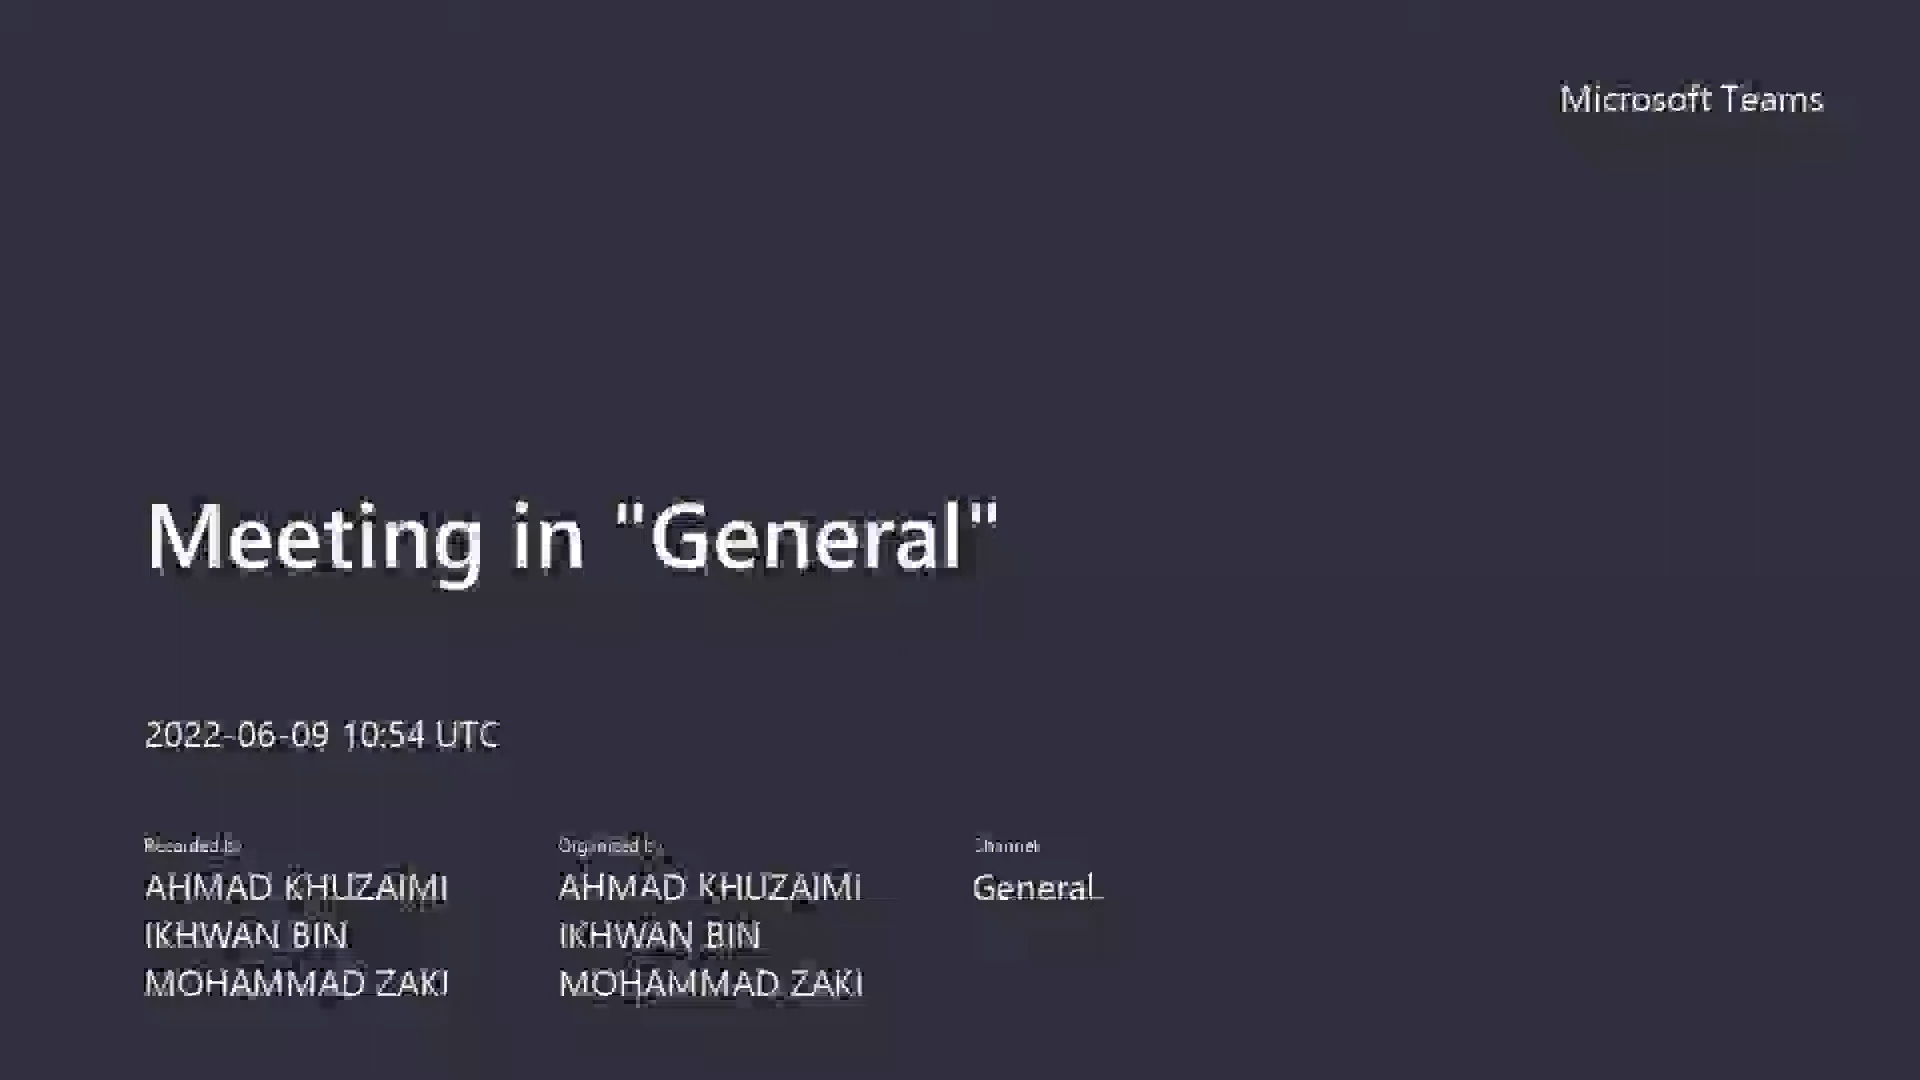 Microsoft Teams
Meeting in "General"
2022-06-09 10:54 UTC
Recorded by
Organized by
Channel
AHMAD KHUZAIMI
AHMAD KHUZAIMI
General
IKHWAN BIN
IKHWAN BIN
MOHAMMAD ZAKI
MOHAMMAD ZAKI